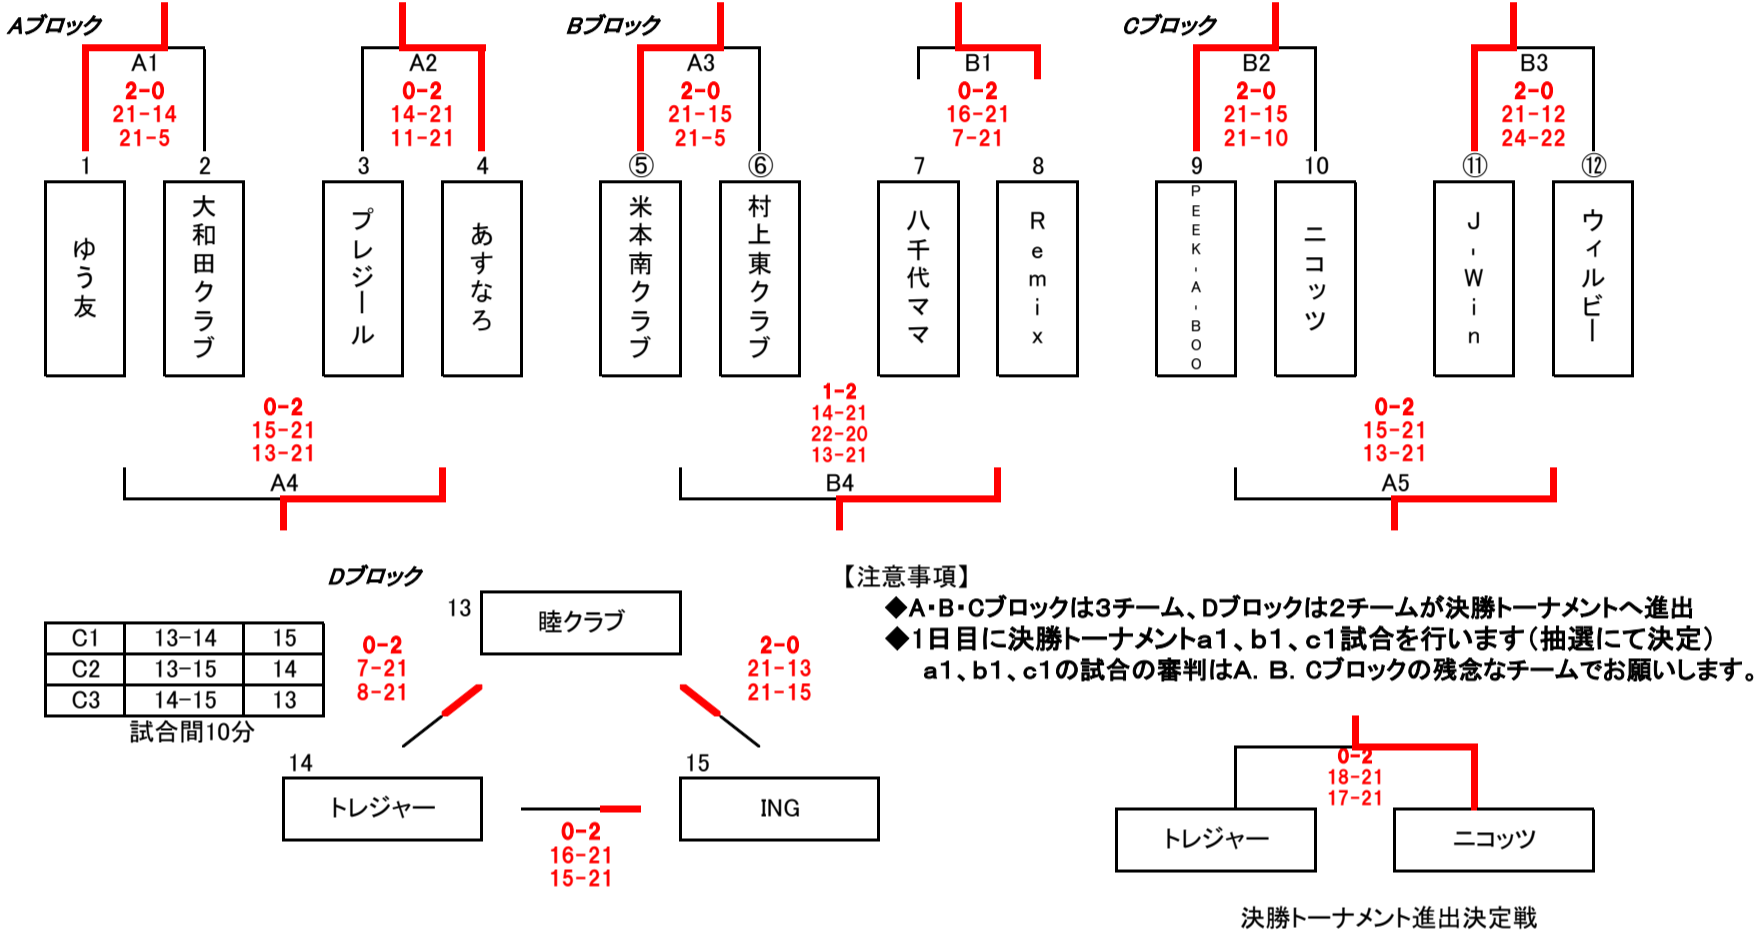 Aブロック
Bブロック
Cブロック
A1
2-0
21-14
21-5
A2
0-2
14-21
11-21
A3
2-0
21-15
21-5
B1
0-2
16-21
7-21
B2
2-0
21-15
21-10
B3
2-0
21-12
24-22
1
2
3
4
⑤
⑥
7
8
9
10
⑪
⑫
ゆう友
大和田クラブ
プレジール
あすなろ
米本南クラブ
村上東クラブ
八千代ママ
Remix
PEEK-A-BOO
ニコッツ
J-Win
ウィルビー
0-2
15-21
13-21
A4
1-2
14-21
22-20
13-21
B4
0-2
15-21
13-21
A5
Dブロック
C1 13-14 15
C2 13-15 14
C3 14-15 13
試合間10分
13
睦クラブ
0-2
7-21
8-21
2-0
21-13
21-15
14
トレジャー
15
ING
0-2
16-21
15-21
【注意事項】
◆A・B・Cブロックは3チーム、Dブロックは2チームが決勝トーナメントへ進出
◆1日目に決勝トーナメントa1、b1、c1試合を行います（抽選にて決定）
a1、b1、c1の試合の審判はA．B．Cブロックの残念なチームでお願いします。
0-2
18-21
17-21
トレジャー
ニコッツ
決勝トーナメント進出決定戦